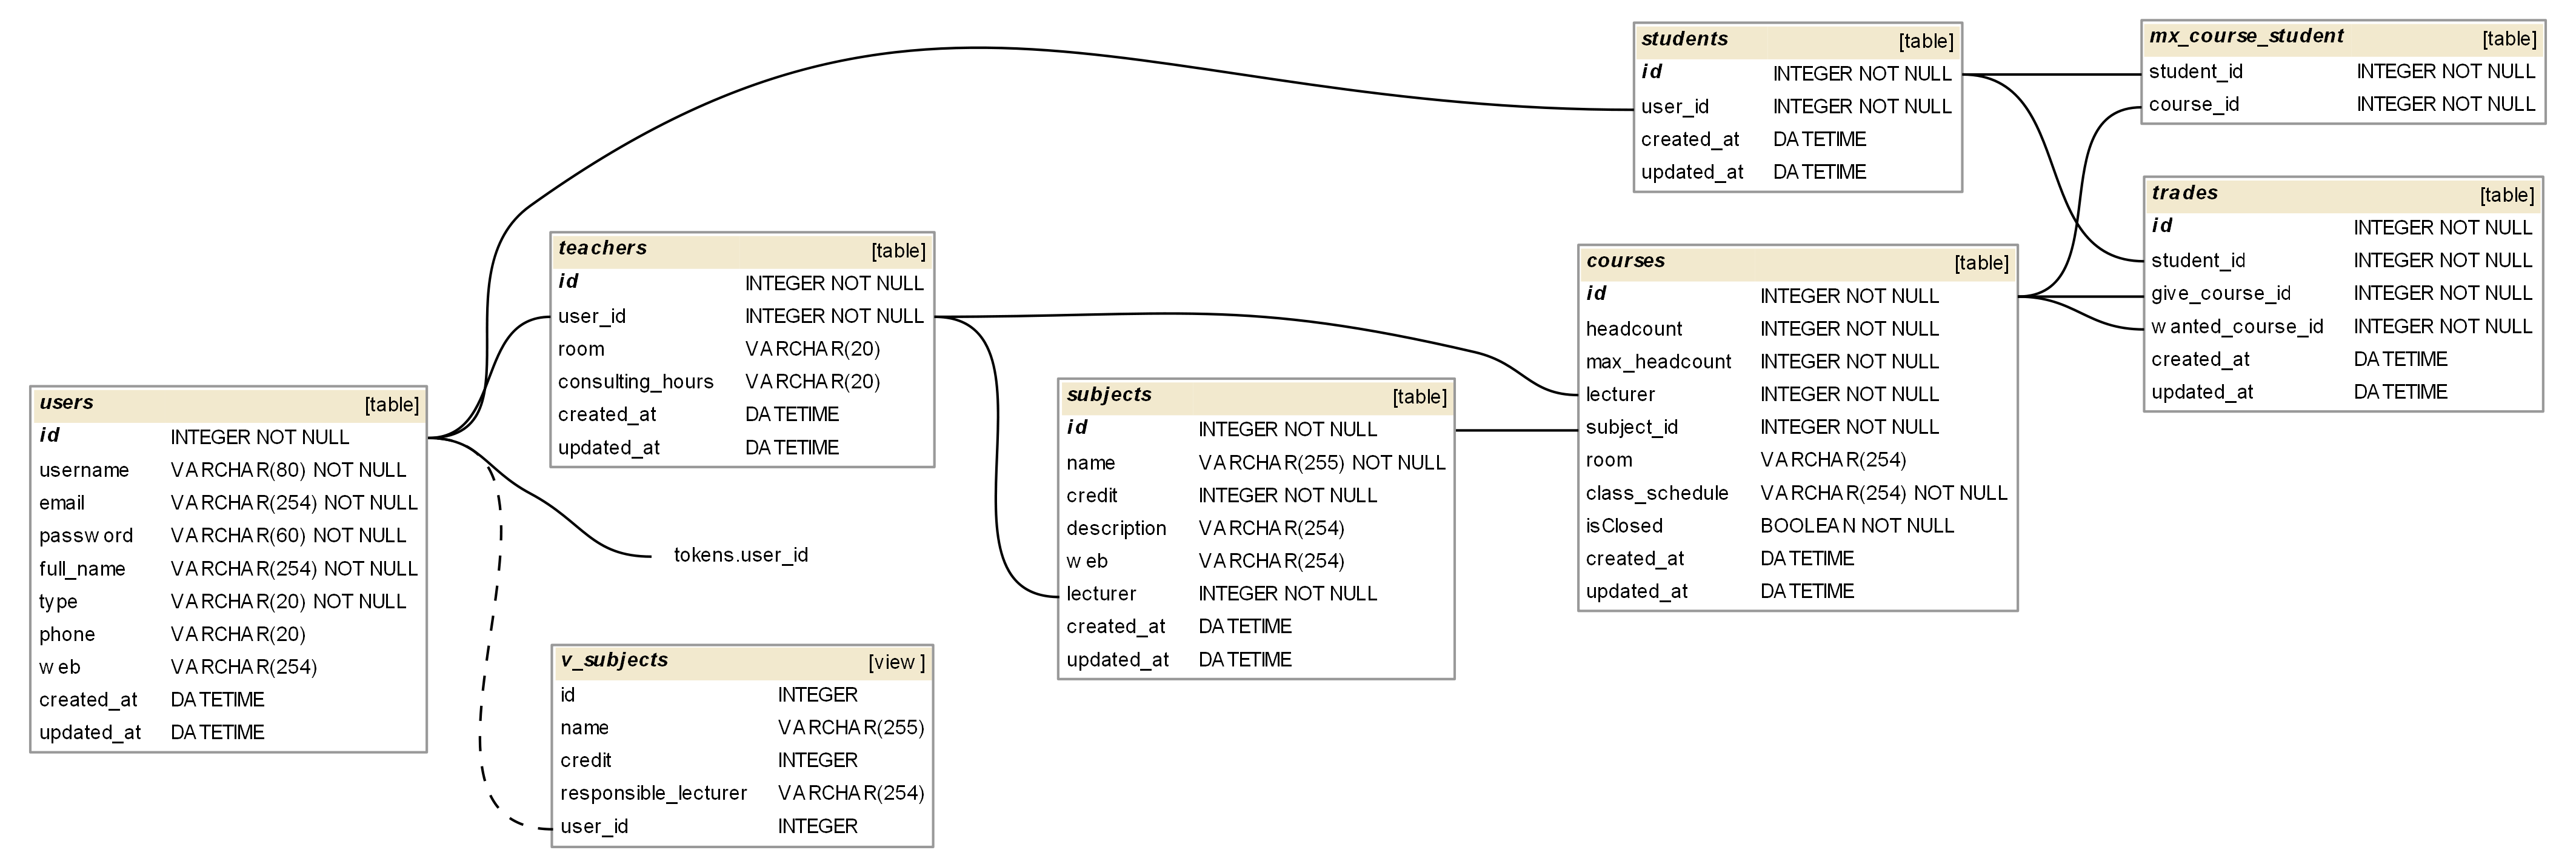 students [table]
id INTEGER NOT NULL
user_id INTEGER NOT NULL
created_at DATETIME
updated_at DATETIME
mx_course_student [table]
student_id INTEGER NOT NULL
course_id INTEGER NOT NULL
trades [table]
id INTEGER NOT NULL
student_id INTEGER NOT NULL
give_course_id INTEGER NOT NULL
wanted_course_id INTEGER NOT NULL
created_at DATETIME
updated_at DATETIME
teachers [table]
id INTEGER NOT NULL
user_id INTEGER NOT NULL
room VARCHAR(20)
consulting_hours VARCHAR(20)
created_at DATETIME
updated_at DATETIME
courses [table]
id INTEGER NOT NULL
headcount INTEGER NOT NULL
max_headcount INTEGER NOT NULL
lecturer INTEGER NOT NULL
subject_id INTEGER NOT NULL
room VARCHAR(254)
class_schedule VARCHAR(254) NOT NULL
isClosed BOOLEAN NOT NULL
created_at DATETIME
updated_at DATETIME
users [table]
id INTEGER NOT NULL
username VARCHAR(80) NOT NULL
email VARCHAR(254) NOT NULL
password VARCHAR(60) NOT NULL
full_name VARCHAR(254) NOT NULL
type VARCHAR(20) NOT NULL
phone VARCHAR(20)
web VARCHAR(254)
created_at DATETIME
updated_at DATETIME
subjects [table]
id INTEGER NOT NULL
name VARCHAR(255) NOT NULL
credit INTEGER NOT NULL
description VARCHAR(254)
web VARCHAR(254)
lecturer INTEGER NOT NULL
created_at DATETIME
updated_at DATETIME
tokens.user_id
v_subjects [view]
id INTEGER
name VARCHAR(255)
credit INTEGER
responsible_lecturer VARCHAR(254)
user_id INTEGER